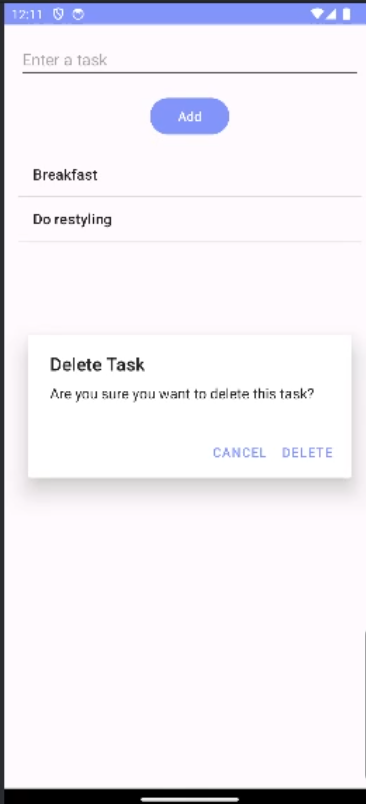 12:11
Enter a task
Add
Breakfast
Do restyling
Delete Task
Are you sure you want to delete this task?
CANCEL DELETE